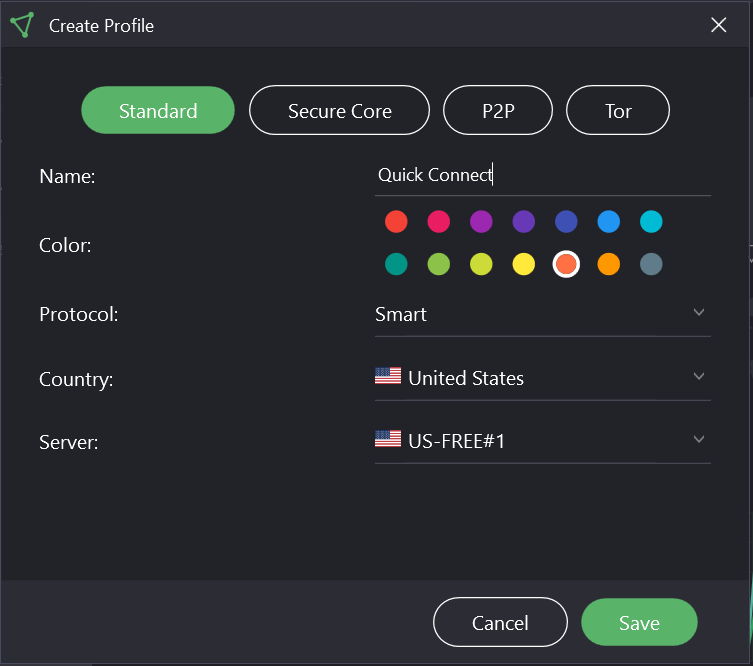 Create Profile
Standard Secure Core P2P Tor
Name: Quick Connect
Color:
Protocol: Smart
Country: United States
Server: US-FREE#1
Cancel Save